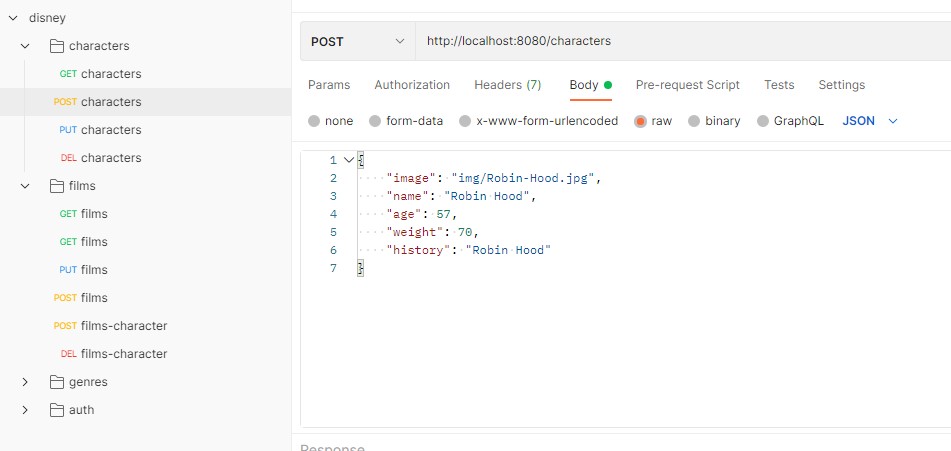 disney
characters
GET characters
POST characters
PUT characters
DEL characters
films
GET films
GET films
PUT films
POST films
POST films-character
DEL films-character
genres
auth
POST http://localhost:8080/characters
Params Authorization Headers (7) Body Pre-request Script Tests Settings
none form-data x-www-form-urlencoded raw binary GraphQL JSON
1 {
2 "image": "img/Robin-Hood.jpg",
3 "name": "Robin Hood",
4 "age": 57,
5 "weight": 70,
6 "history": "Robin Hood"
7 }
Response